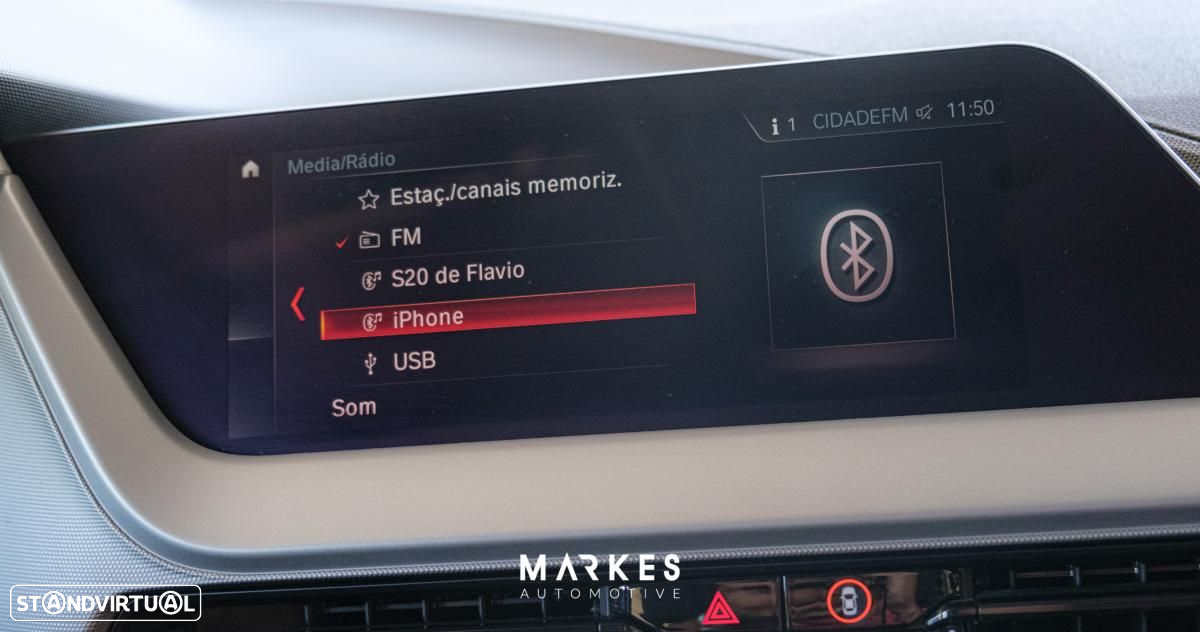 i 1 CIDADEFM 11:50
Media/Rádio
Estaç./canais memoriz.
FM
S20 de Flavio
iPhone
USB
Som
MARKES
AUTOMOTIVE
STANDVIRTUAL